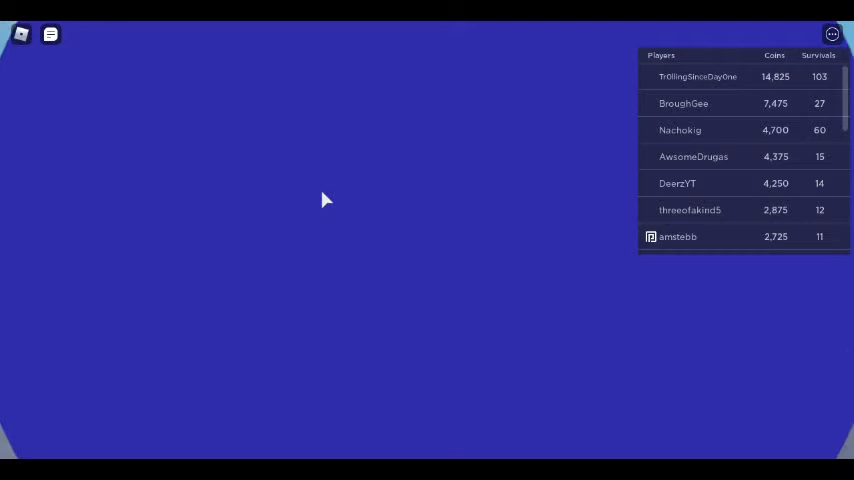 Players Coins Survivals
Tr0llingSinceDay0ne 14,825 103
BroughGee 7,475 27
Nachokig 4,700 60
AwsomeDrugas 4,375 15
DeerzYT 4,250 14
threeofakind5 2,875 12
amstebb 2,725 11